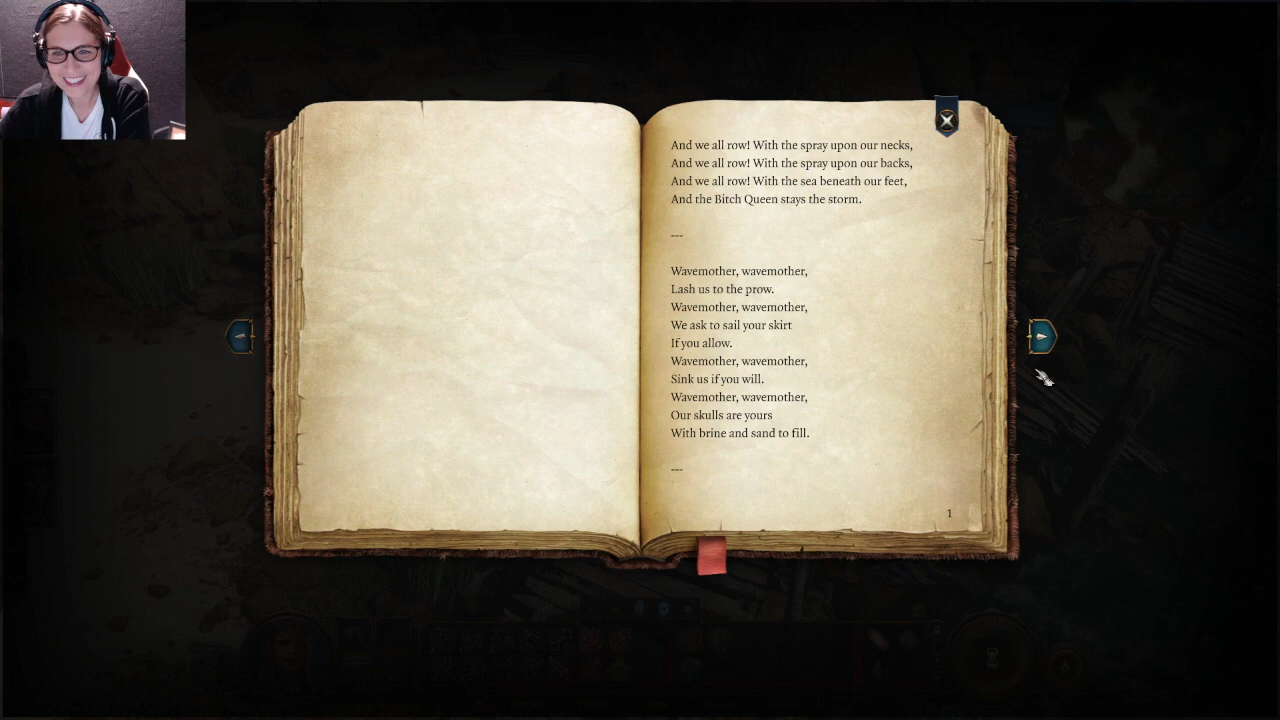 And we all row! With the spray upon our necks,
And we all row! With the spray upon our backs,
And we all row! With the sea beneath our feet,
And the Bitch Queen stays the storm.
---
Wavemother, wavemother,
Lash us to the prow.
Wavemother, wavemother,
We ask to sail your skirt
If you allow.
Wavemother, wavemother,
Sink us if you will.
Wavemother, wavemother,
Our skulls are yours
With brine and sand to fill.
---
1